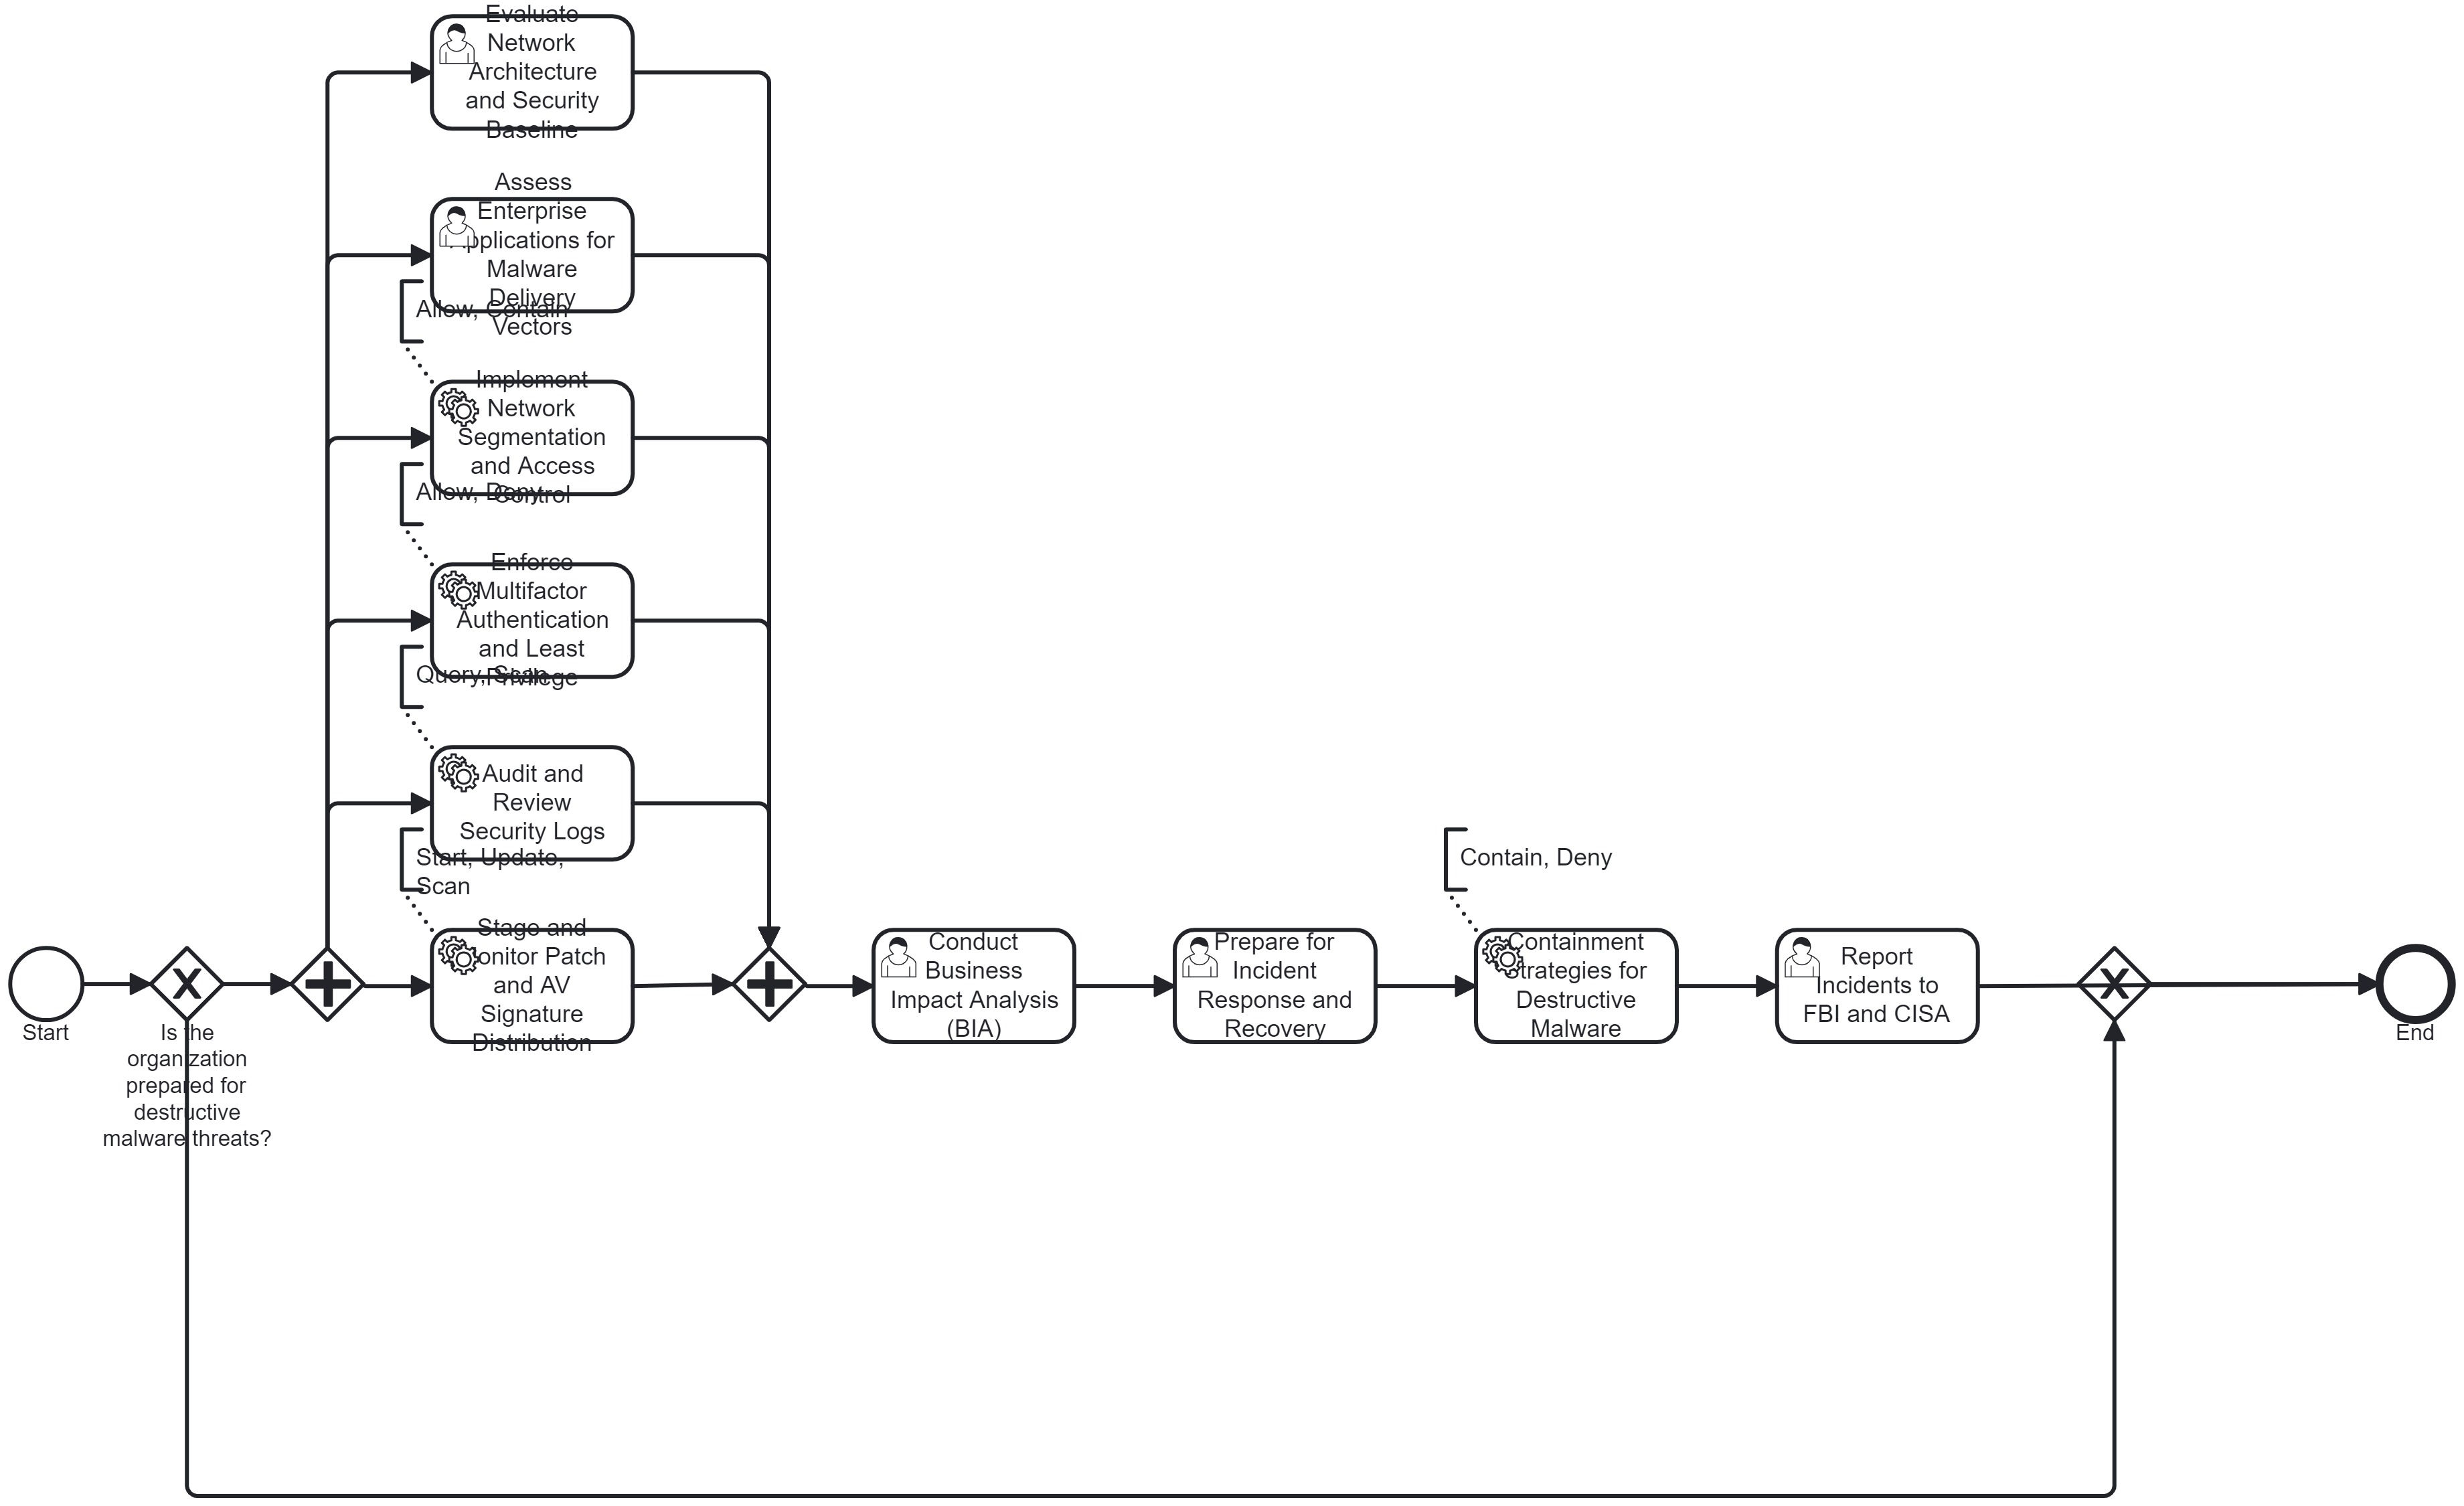 Evaluate
Network
Architecture
and Security
Baseline
Assess
Enterprise
Applications for
Malware
Delivery
Vectors
Allow, Contain
Implement
Network
Segmentation
and Access
Control
Allow, Deny
Enforce
Multifactor
Authentication
and Least
Privilege
Query, Scan
Audit and
Review
Security Logs
Start, Update,
Scan
Stage and
Monitor Patch
and AV
Signature
Distribution
Start
Is the
organization
prepared for
destructive
malware threats?
Conduct
Business
Impact Analysis
(BIA)
Prepare for
Incident
Response and
Recovery
Contain, Deny
Containment
Strategies for
Destructive
Malware
Report
Incidents to
FBI and CISA
End